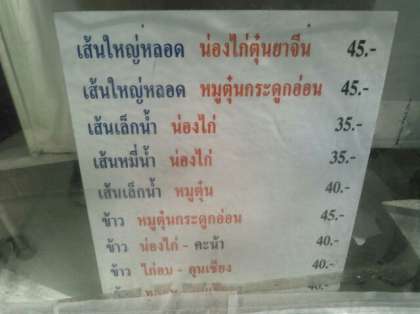 เส้นใหญ่หลอด น่องไก่ตุ๋นยาจีน 45.-
เส้นใหญ่หลอด หมูตุ๋นกระดูกอ่อน 45.-
เส้นเล็กน้ำ น่องไก่ 35.-
เส้นหมี่น้ำ น่องไก่ 35.-
เส้นเล็กน้ำ หมูตุ๋น 40.-
ข้าว หมูตุ๋นกระดูกอ่อน 45.-
ข้าว น่องไก่ - คะน้า 40.-
ข้าว ไก่อบ - กุนเชียง 40.-
40.-